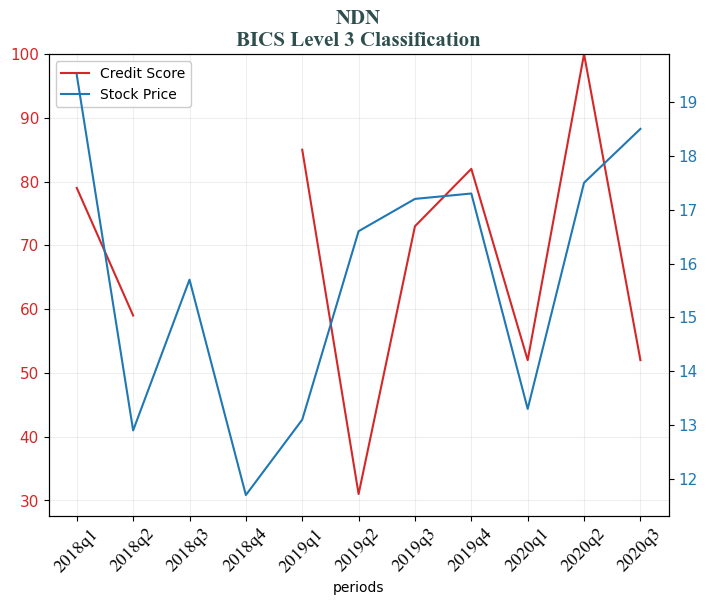 NDN
BICS Level 3 Classification
Credit Score
Stock Price
100
90
80
70
60
50
40
30
19
18
17
16
15
14
13
12
2018q1
2018q2
2018q3
2018q4
2019q1
2019q2
2019q3
2019q4
2020q1
2020q2
2020q3
periods